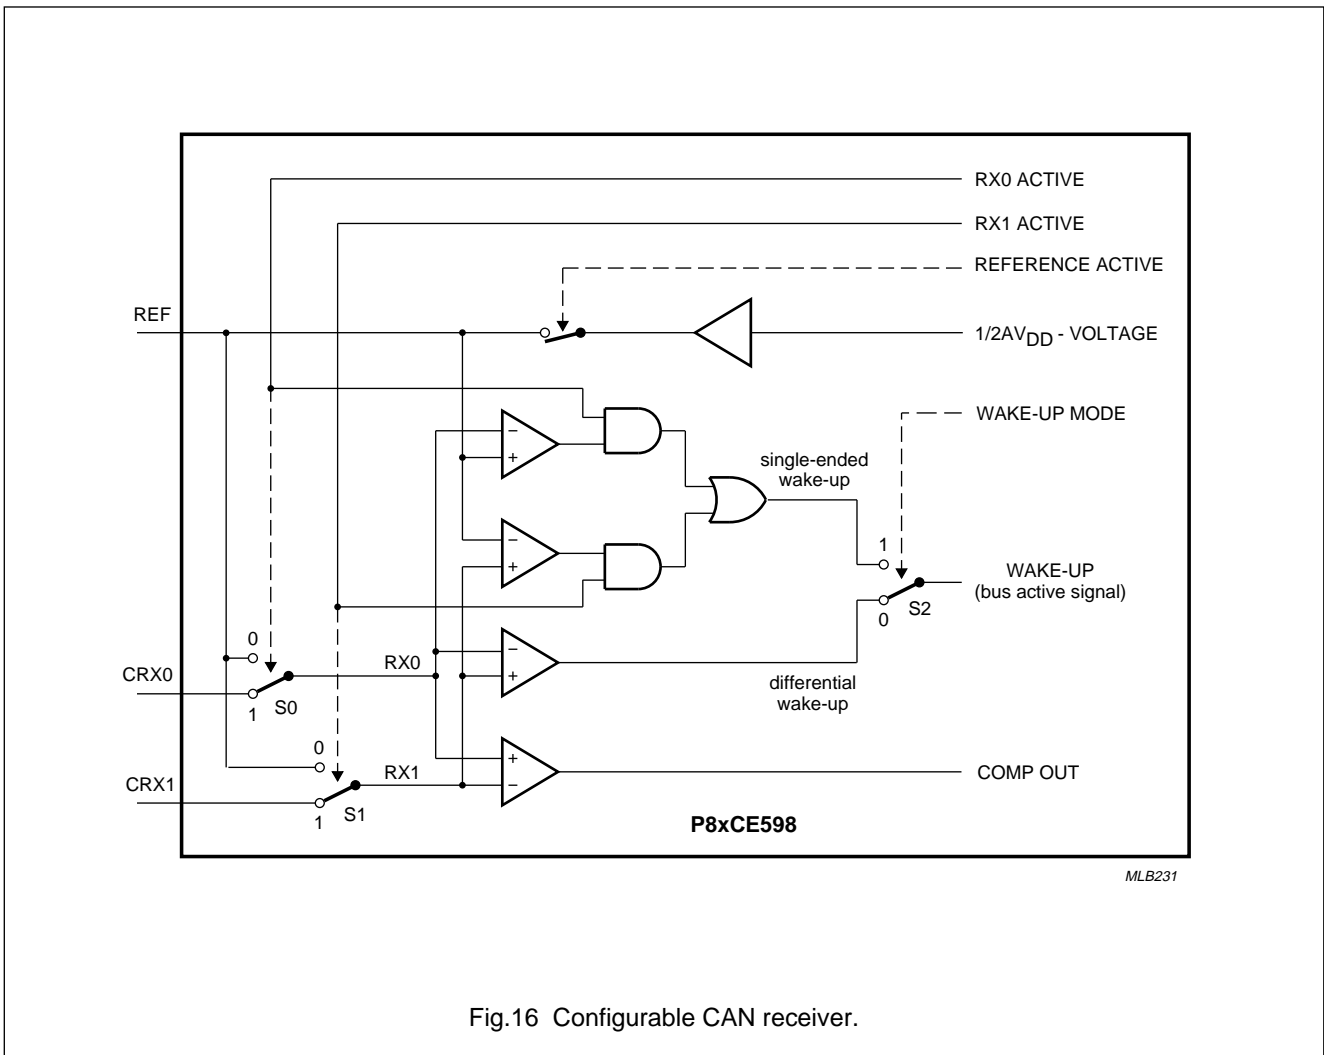 RX0 ACTIVE
RX1 ACTIVE
REFERENCE ACTIVE
REF
1/2AVDD - VOLTAGE
WAKE-UP MODE
−
+
single-ended
wake-up
−
+
1
WAKE-UP
(bus active signal)
S2
0
0
RX0
−
+
CRX0
differential
wake-up
1
S0
0
RX1
+
−
COMP OUT
CRX1
1
S1
P8xCE598
MLB231
Fig.16 Configurable CAN receiver.